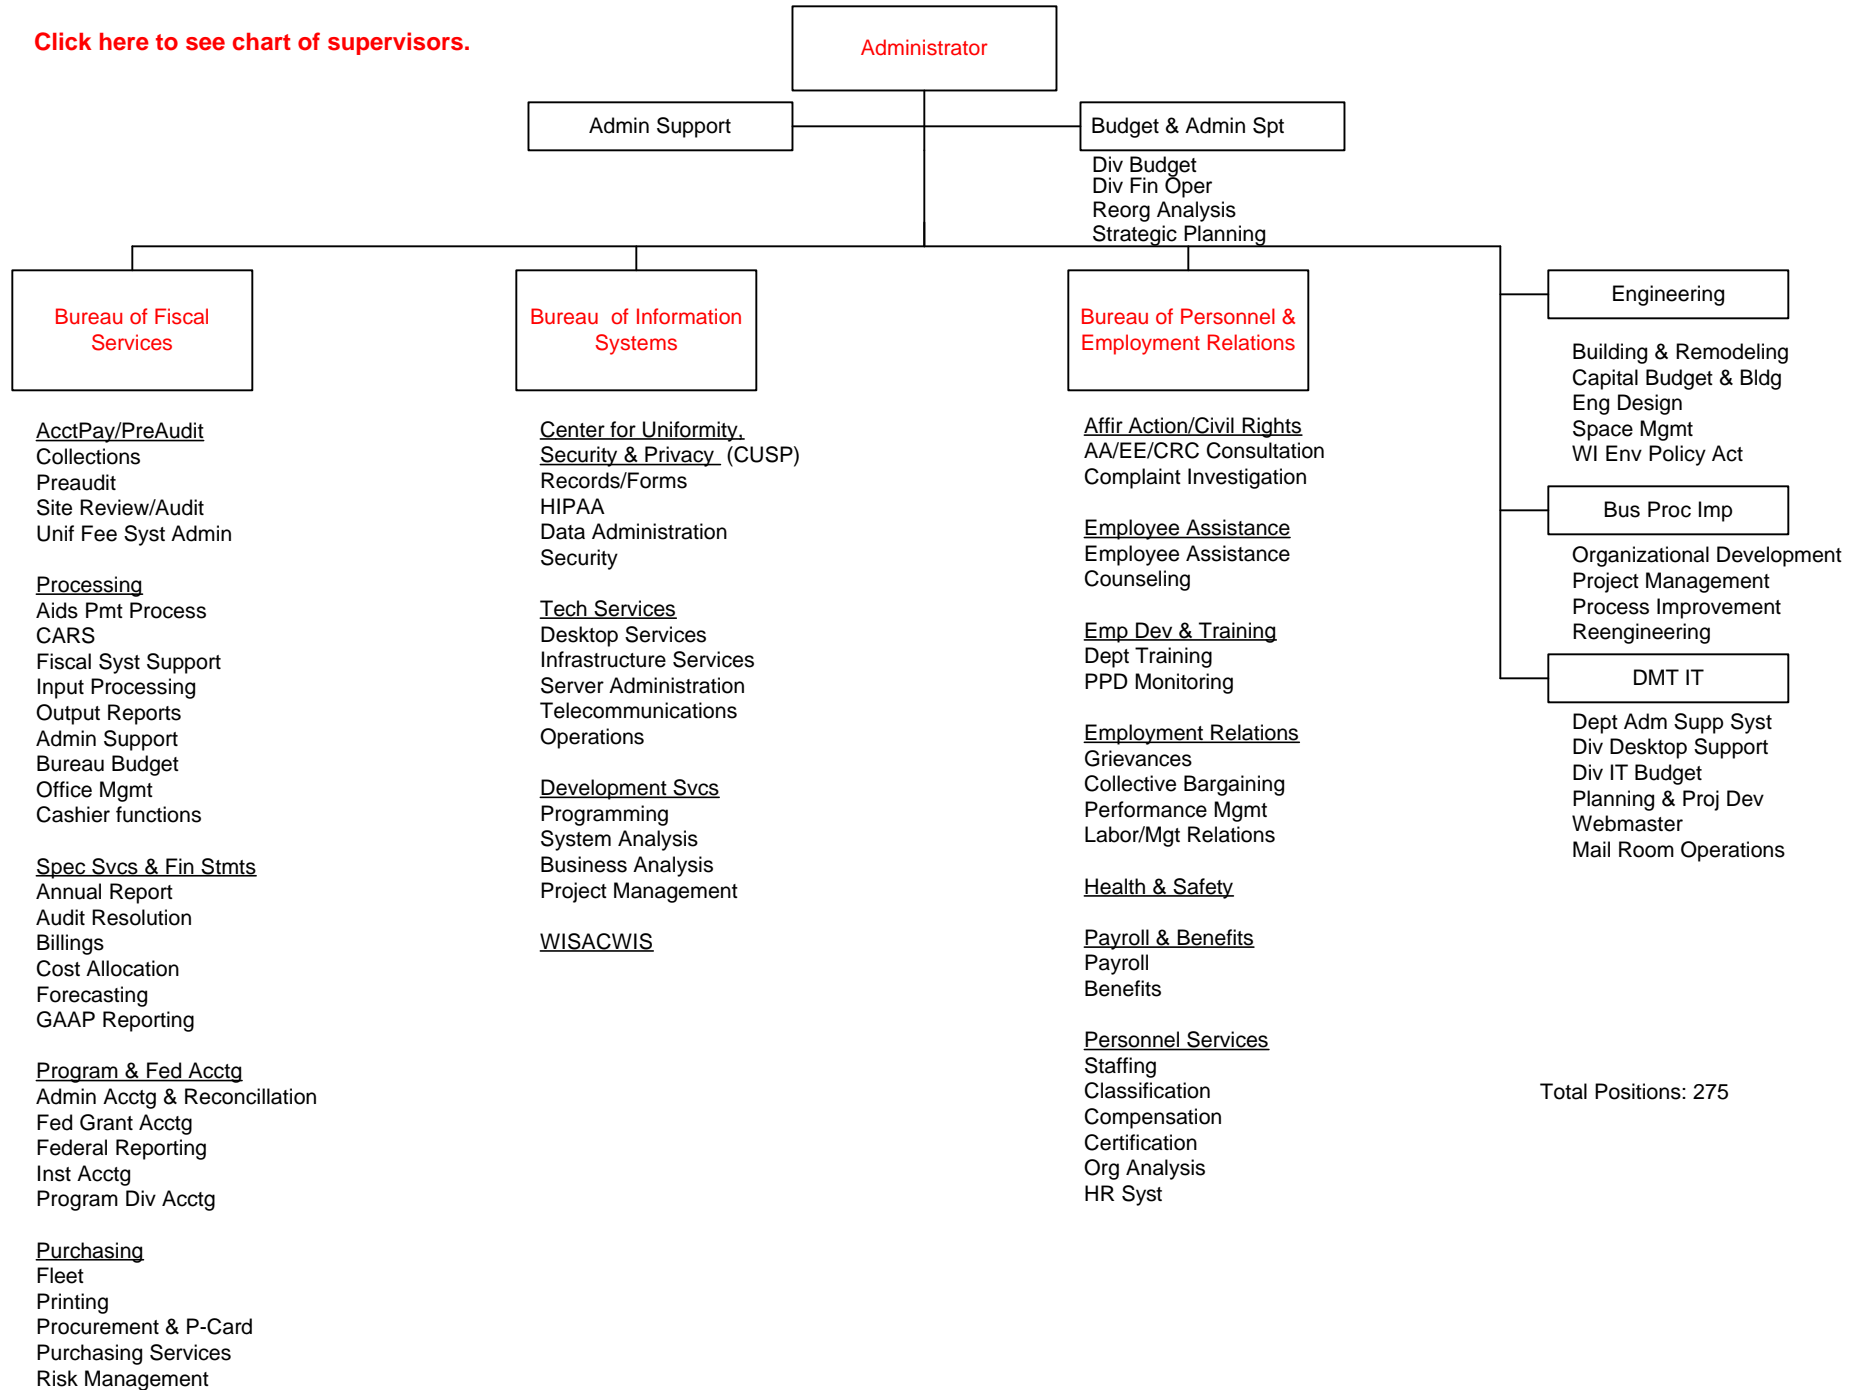 Click here to see chart of supervisors.
Administrator
Admin Support
Budget & Admin Spt
Div Budget
Div Fin Oper
Reorg Analysis
Strategic Planning
Bureau of Fiscal
Services
AcctPay/PreAudit
Collections
Preaudit
Site Review/Audit
Unif Fee Syst Admin
Processing
Aids Pmt Process
CARS
Fiscal Syst Support
Input Processing
Output Reports
Admin Support
Bureau Budget
Office Mgmt
Cashier functions
Spec Svcs & Fin Stmts
Annual Report
Audit Resolution
Billings
Cost Allocation
Forecasting
GAAP Reporting
Program & Fed Acctg
Admin Acctg & Reconcillation
Fed Grant Acctg
Federal Reporting
Inst Acctg
Program Div Acctg
Purchasing
Fleet
Printing
Procurement & P-Card
Purchasing Services
Risk Management
Bureau of Information
Systems
Center for Uniformity,
Security & Privacy (CUSP)
Records/Forms
HIPAA
Data Administration
Security
Tech Services
Desktop Services
Infrastructure Services
Server Administration
Telecommunications
Operations
Development Svcs
Programming
System Analysis
Business Analysis
Project Management
WISACWIS
Bureau of Personnel &
Employment Relations
Affir Action/Civil Rights
AA/EE/CRC Consultation
Complaint Investigation
Employee Assistance
Employee Assistance
Counseling
Emp Dev & Training
Dept Training
PPD Monitoring
Employment Relations
Grievances
Collective Bargaining
Performance Mgmt
Labor/Mgt Relations
Health & Safety
Payroll & Benefits
Payroll
Benefits
Personnel Services
Staffing
Classification
Compensation
Certification
Org Analysis
HR Syst
Engineering
Building & Remodeling
Capital Budget & Bldg
Eng Design
Space Mgmt
WI Env Policy Act
Bus Proc Imp
Organizational Development
Project Management
Process Improvement
Reengineering
DMT IT
Dept Adm Supp Syst
Div Desktop Support
Div IT Budget
Planning & Proj Dev
Webmaster
Mail Room Operations
Total Positions: 275